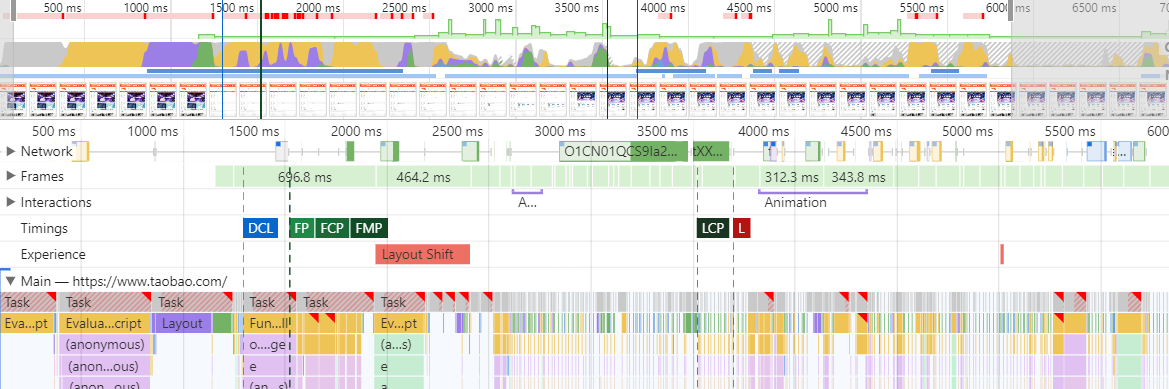 500 ms 1000 ms 1500 ms 2000 ms 2500 ms 3000 ms 3500 ms 4000 ms 4500 ms 5000 ms 5500 ms 6000 ms 6500 ms
500 ms 1000 ms 1500 ms 2000 ms 2500 ms 3000 ms 3500 ms 4000 ms 4500 ms 5000 ms 5500 ms
Network O1CN01QCS9Ia2... tXX...
Frames 696.8 ms 464.2 ms 312.3 ms 343.8 ms
Interactions A... Animation
Timings DCL FP FCP FMP LCP L
Experience Layout Shift
Main — https://www.taobao.com/
Task Task Task Task Task Task
Eva...pt Evalua...cript Layout Fun...ll Ev...pt
(anonymous) o...ge (a...s)
(anon...ous) e e
(anon...ous) (an...s) a